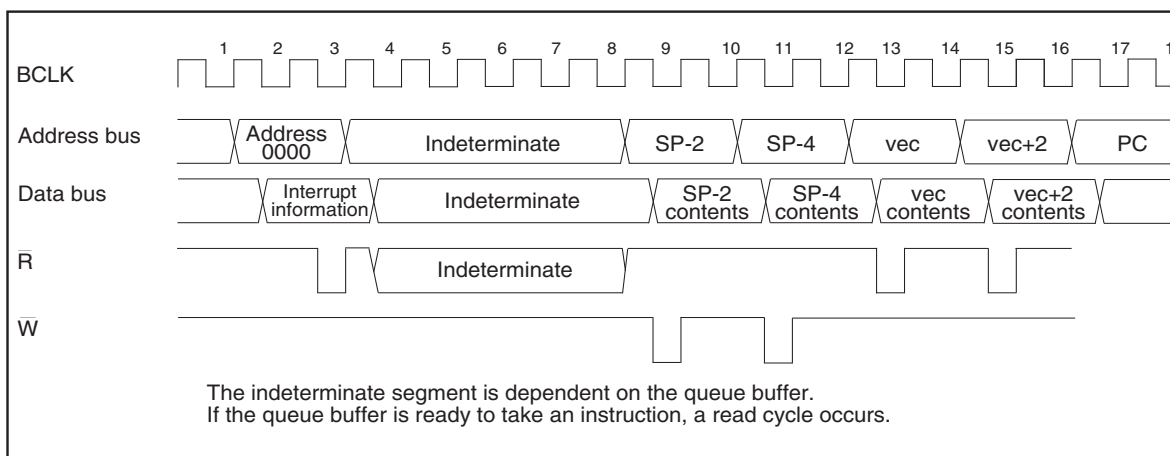 1 2 3 4 5 6 7 8 9 10 11 12 13 14 15 16 17 1
BCLK
Address bus
Address
0000
Indeterminate SP-2 SP-4 vec vec+2 PC
Data bus
Interrupt
information
Indeterminate
SP-2
contents
SP-4
contents
vec
contents
vec+2
contents
R̅
Indeterminate
W̅
The indeterminate segment is dependent on the queue buffer.
If the queue buffer is ready to take an instruction, a read cycle occurs.